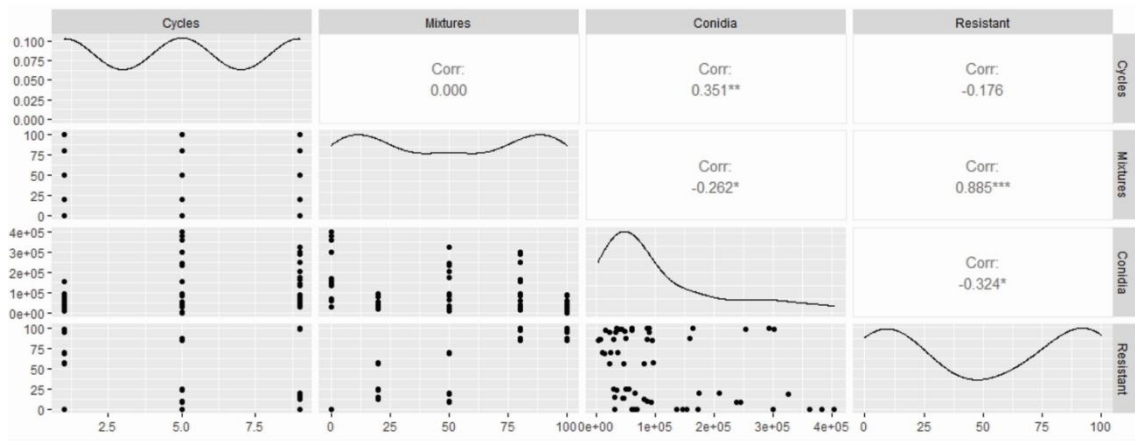 Cycles Mixtures Conidia Resistant
0.100
0.075
0.050
0.025
0.000
Corr:
0.000
Corr:
0.351**
Corr:
-0.176
Cycles
100
75
50
25
0
Corr:
-0.262*
Corr:
0.885***
Mixtures
4e+05
3e+05
2e+05
1e+05
0e+00
Corr:
-0.324*
Conidia
100
75
50
25
0
Resistant
2.5 5.0 7.5 0 25 50 75 100 0e+00 1e+05 2e+05 3e+05 4e+05 0 25 50 75 100